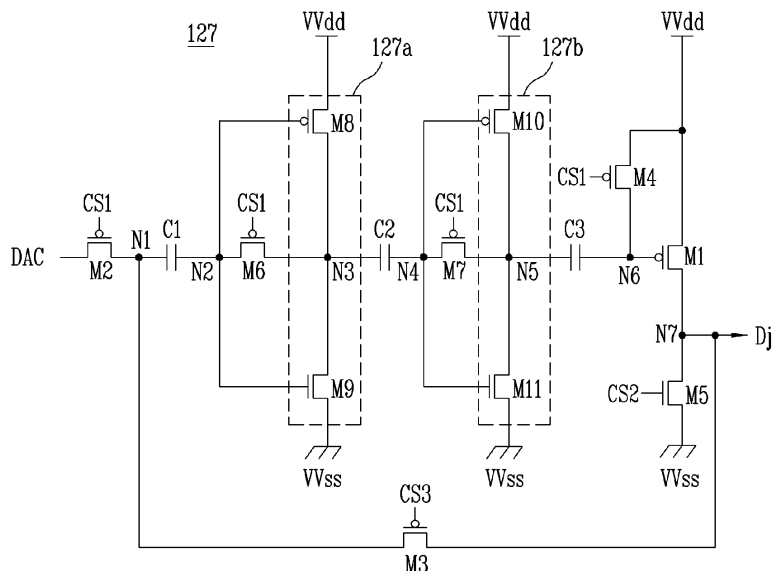 127
VVdd
127a
VVdd
127b
VVdd
M8
M10
CS1
M4
CS1
C1
CS1
C2
CS1
C3
DAC
M2
N1
N2
M6
N3
N4
M7
N5
N6
M1
N7
Dj
M9
M11
CS2
M5
VVss
VVss
VVss
CS3
M3